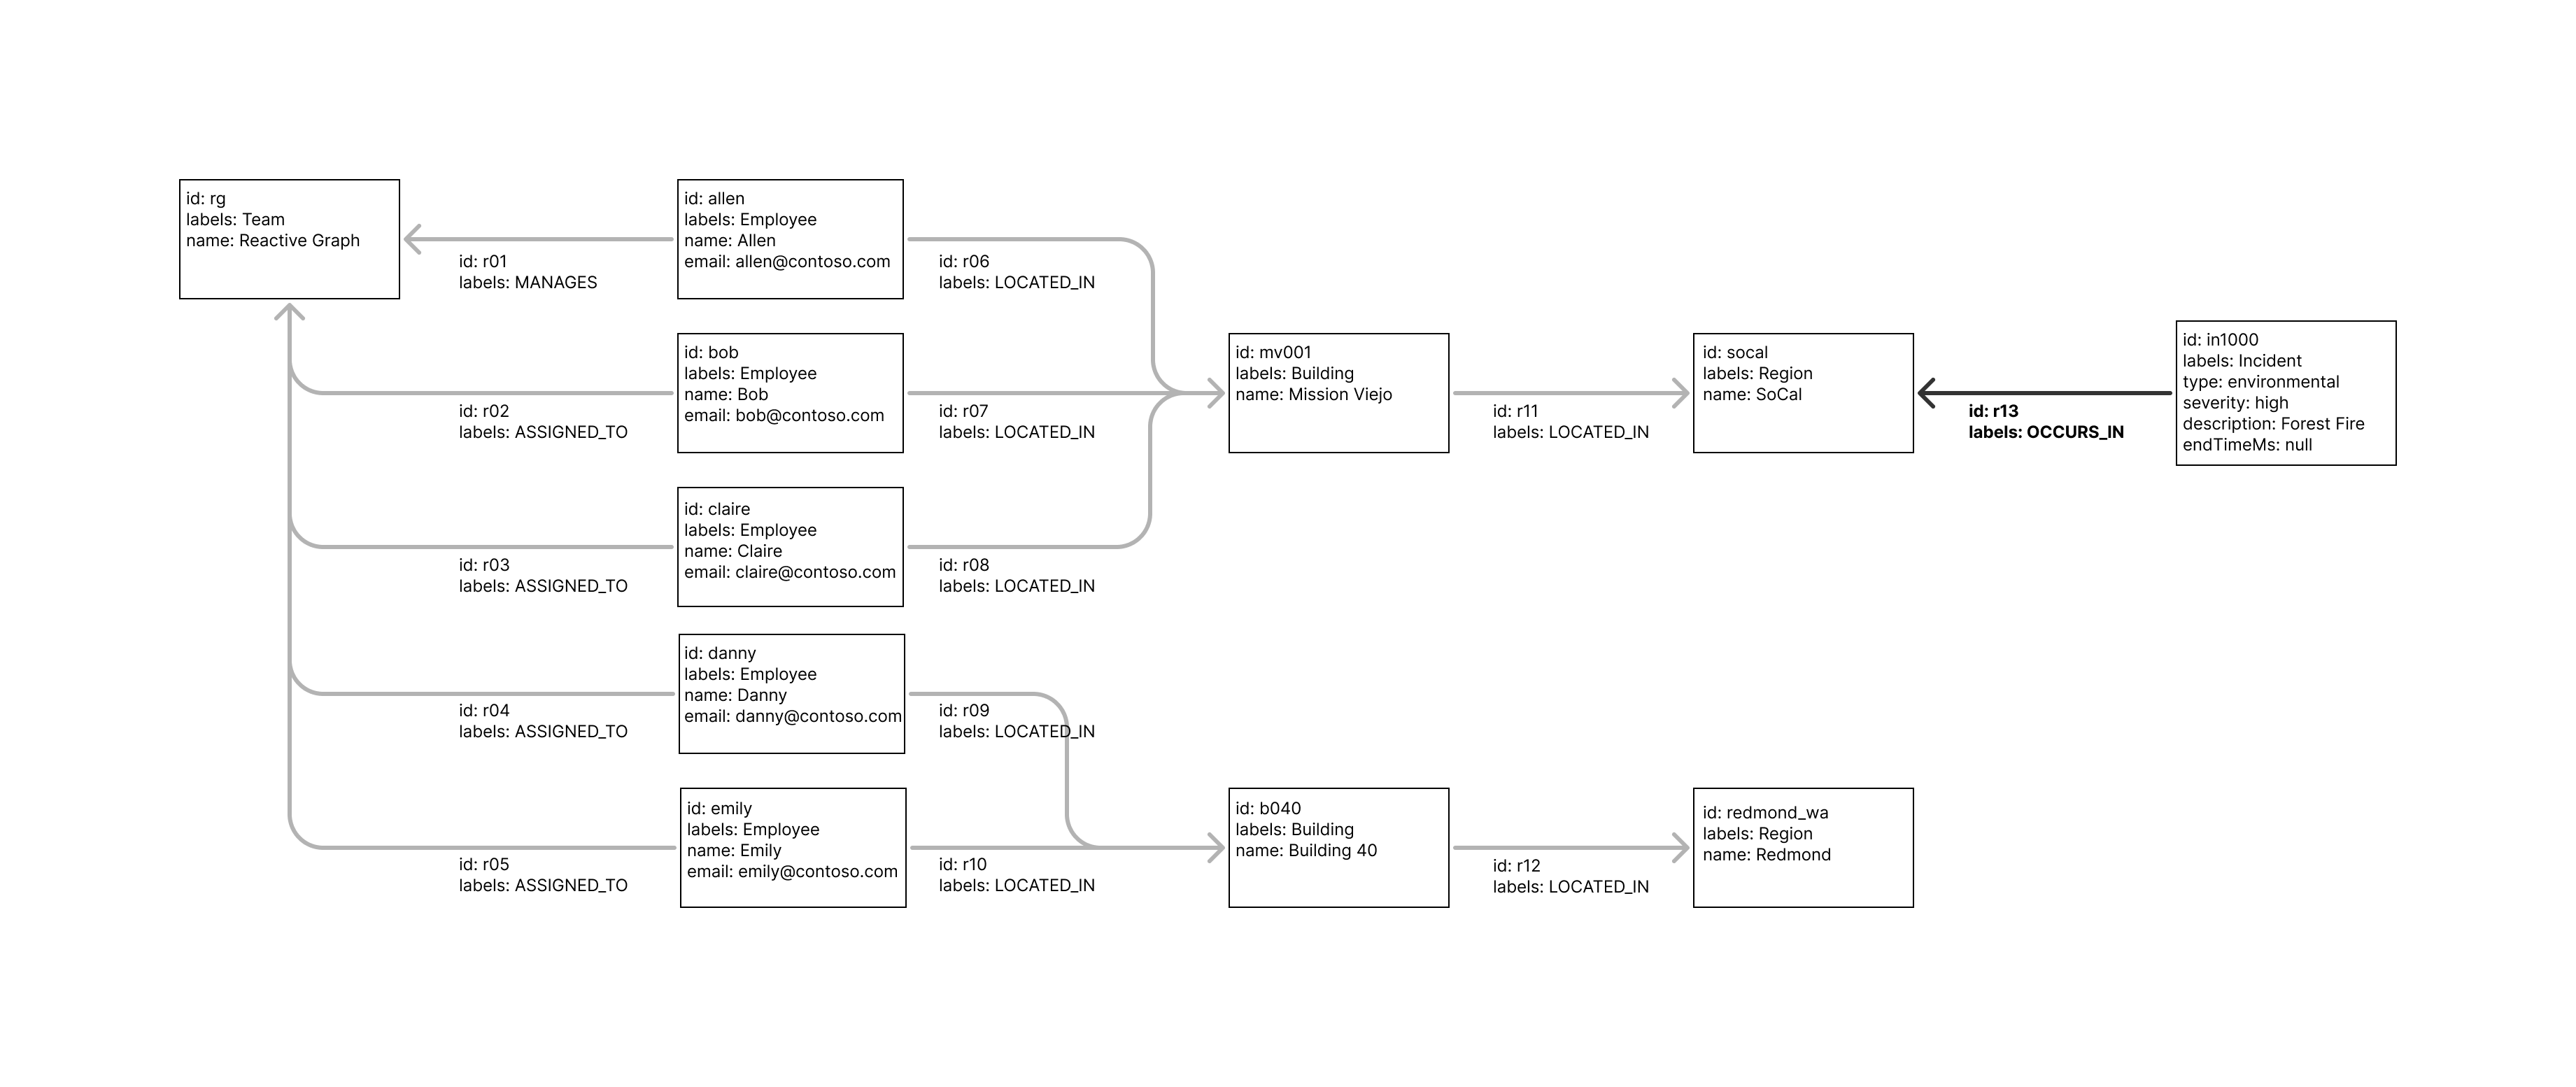 id: rg
labels: Team
name: Reactive Graph
id: r01
labels: MANAGES
id: allen
labels: Employee
name: Allen
email: allen@contoso.com
id: r06
labels: LOCATED_IN
id: r02
labels: ASSIGNED_TO
id: bob
labels: Employee
name: Bob
email: bob@contoso.com
id: r07
labels: LOCATED_IN
id: mv001
labels: Building
name: Mission Viejo
id: r11
labels: LOCATED_IN
id: socal
labels: Region
name: SoCal
id: r13
labels: OCCURS_IN
id: in1000
labels: Incident
type: environmental
severity: high
description: Forest Fire
endTimeMs: null
id: r03
labels: ASSIGNED_TO
id: claire
labels: Employee
name: Claire
email: claire@contoso.com
id: r08
labels: LOCATED_IN
id: r04
labels: ASSIGNED_TO
id: danny
labels: Employee
name: Danny
email: danny@contoso.com
id: r09
labels: LOCATED_IN
id: r05
labels: ASSIGNED_TO
id: emily
labels: Employee
name: Emily
email: emily@contoso.com
id: r10
labels: LOCATED_IN
id: b040
labels: Building
name: Building 40
id: r12
labels: LOCATED_IN
id: redmond_wa
labels: Region
name: Redmond